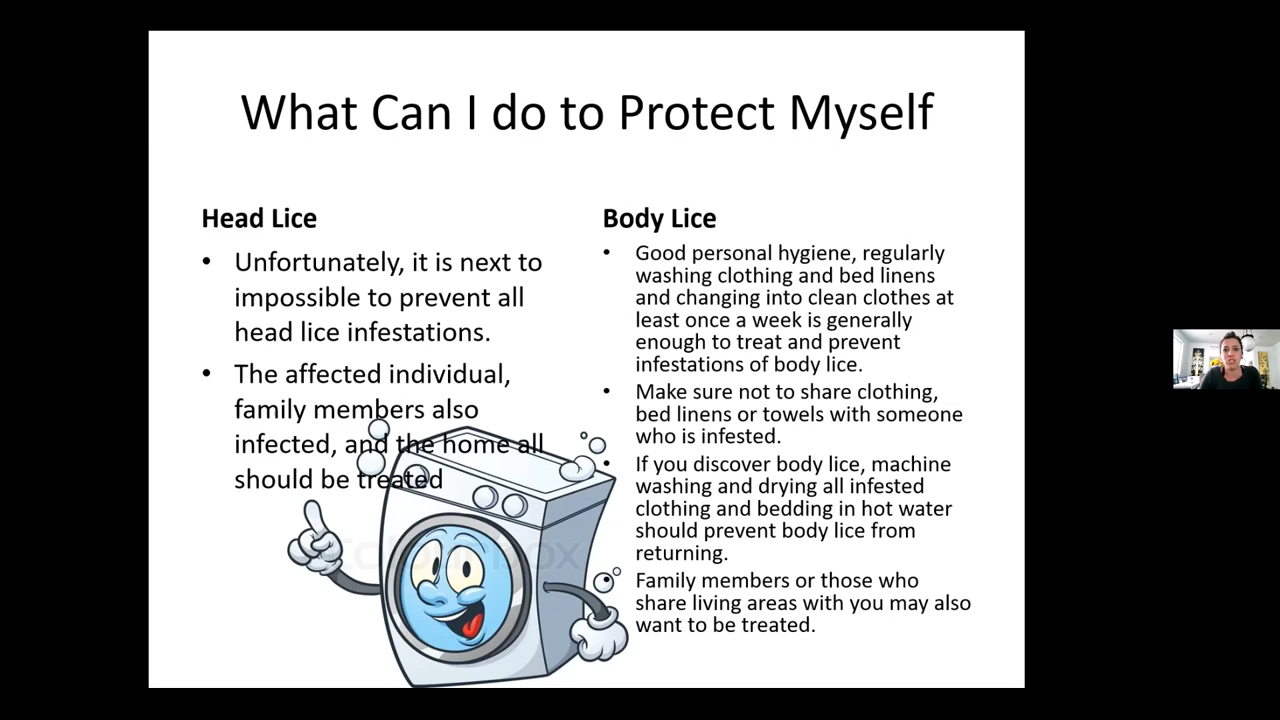 What Can I do to Protect Myself
Head Lice
• Unfortunately, it is next to
impossible to prevent all
head lice infestations.
• The affected individual,
family members also
infected, and the home all
should be treated
Body Lice
• Good personal hygiene, regularly
washing clothing and bed linens
and changing into clean clothes at
least once a week is generally
enough to treat and prevent
infestations of body lice.
• Make sure not to share clothing,
bed linens or towels with someone
who is infested.
• If you discover body lice, machine
washing and drying all infested
clothing and bedding in hot water
should prevent body lice from
returning.
• Family members or those who
share living areas with you may also
want to be treated.